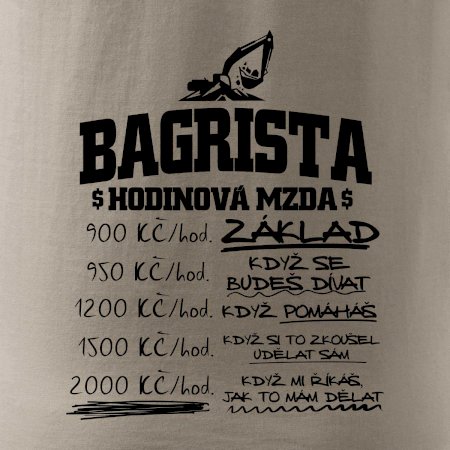 BAGRISTA
$ HODINOVÁ MZDA $
900 KČ/hod. ZÁKLAD
950 KČ/hod. KDYŽ SE
BUDEŠ DÍVAT
1200 KČ/hod. KDYŽ POMÁHÁŠ
1500 KČ/hod. KDYŽ SI TO ZKOUŠEL
UDĚLAT SÁM
2000 KČ/hod. KDYŽ MI ŘÍKÁŠ,
JAK TO MÁM DĚLAT